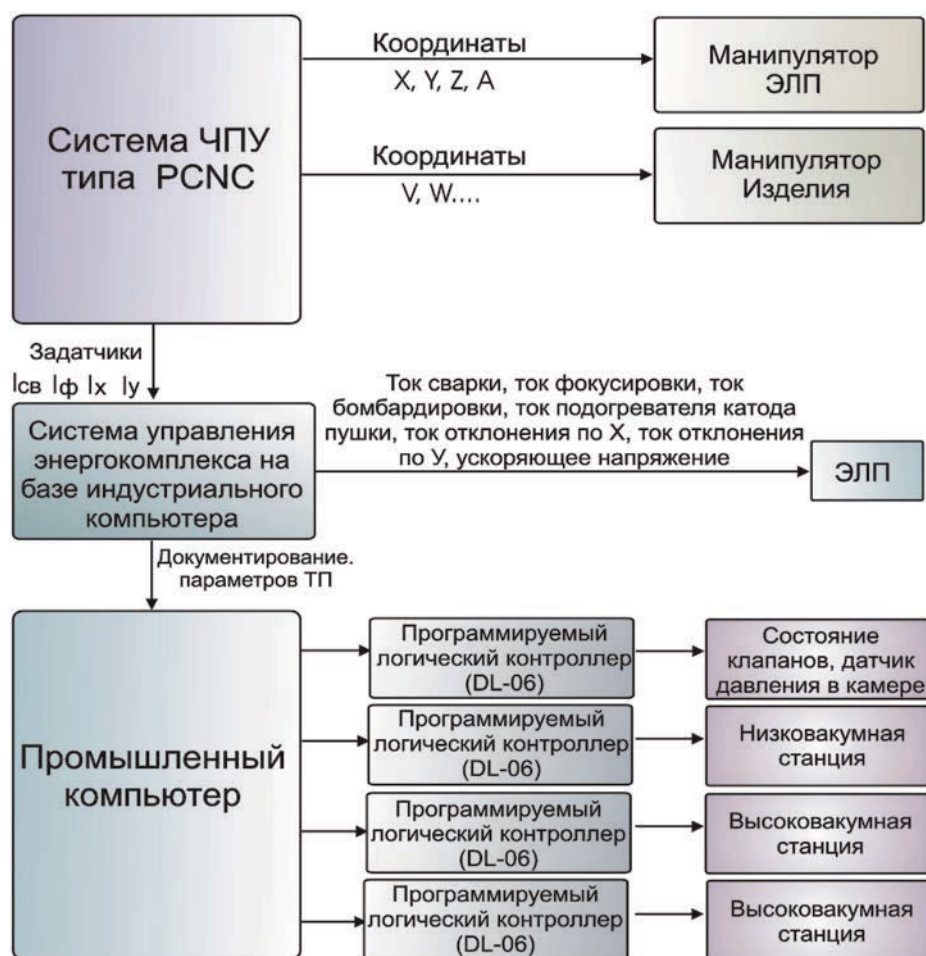 Система ЧПУ
типа PCNC
Координаты
X, Y, Z, A
Манипулятор
ЭЛП
Координаты
V, W....
Манипулятор
Изделия
Задатчики
Iсв Iф Iх Iу
Система управления
энергокомплекса на
базе индустриального
компьютера
Ток сварки, ток фокусировки, ток
бомбардировки, ток подогревателя катода
пушки, ток отклонения по Х, ток отклонения
по У, ускоряющее напряжение
ЭЛП
Документирование.
параметров ТП
Промышленный
компьютер
Программируемый
логический контроллер
(DL-06)
Состояние
клапанов, датчик
давления в камере
Программируемый
логический контроллер
(DL-06)
Низковакумная
станция
Программируемый
логический контроллер
(DL-06)
Высоковакумная
станция
Программируемый
логический контроллер
(DL-06)
Высоковакумная
станция